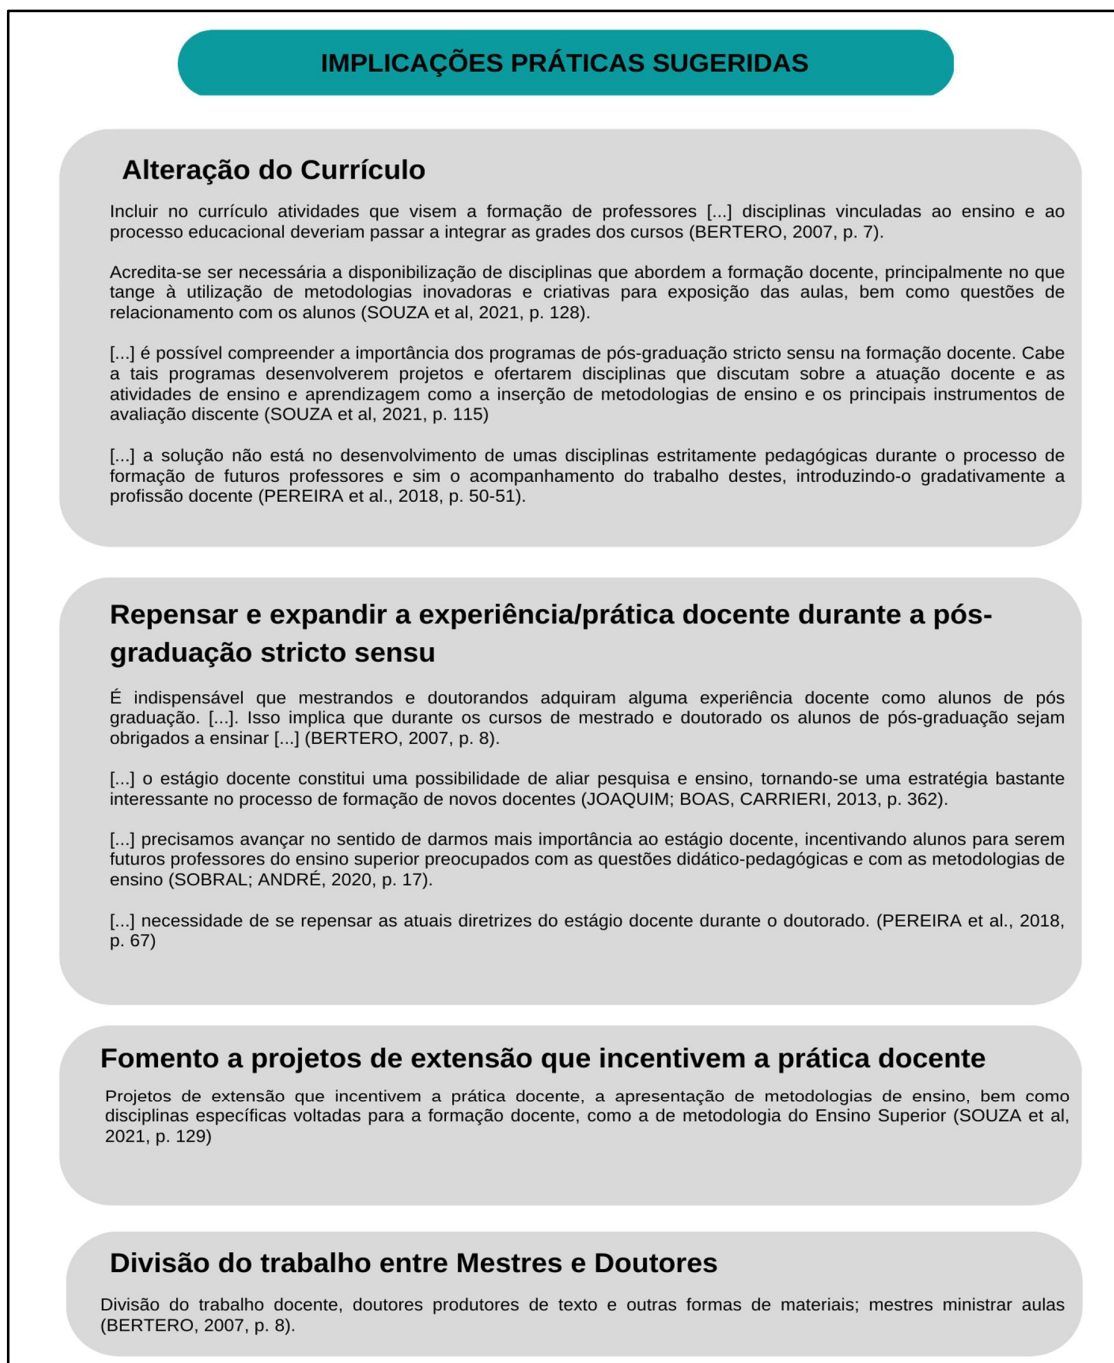 IMPLICAÇÕES PRÁTICAS SUGERIDAS
Alteração do Currículo
Incluir no currículo atividades que visem a formação de professores [...] disciplinas vinculadas ao ensino e ao
processo educacional deveriam passar a integrar as grades dos cursos (BERTERO, 2007, p. 7).
Acredita-se ser necessária a disponibilização de disciplinas que abordem a formação docente, principalmente no que
tange à utilização de metodologias inovadoras e criativas para exposição das aulas, bem como questões de
relacionamento com os alunos (SOUZA et al, 2021, p. 128).
[...] é possível compreender a importância dos programas de pós-graduação stricto sensu na formação docente. Cabe
a tais programas desenvolverem projetos e ofertarem disciplinas que discutam sobre a atuação docente e as
atividades de ensino e aprendizagem como a inserção de metodologias de ensino e os principais instrumentos de
avaliação discente (SOUZA et al, 2021, p. 115)
[...] a solução não está no desenvolvimento de umas disciplinas estritamente pedagógicas durante o processo de
formação de futuros professores e sim o acompanhamento do trabalho destes, introduzindo-o gradativamente a
profissão docente (PEREIRA et al., 2018, p. 50-51).
Repensar e expandir a experiência/prática docente durante a pós-
graduação stricto sensu
É indispensável que mestrandos e doutorandos adquiram alguma experiência docente como alunos de pós
graduação. [...]. Isso implica que durante os cursos de mestrado e doutorado os alunos de pós-graduação sejam
obrigados a ensinar [...] (BERTERO, 2007, p. 8).
[...] o estágio docente constitui uma possibilidade de aliar pesquisa e ensino, tornando-se uma estratégia bastante
interessante no processo de formação de novos docentes (JOAQUIM; BOAS, CARRIERI, 2013, p. 362).
[...] precisamos avançar no sentido de darmos mais importância ao estágio docente, incentivando alunos para serem
futuros professores do ensino superior preocupados com as questões didático-pedagógicas e com as metodologias de
ensino (SOBRAL; ANDRÉ, 2020, p. 17).
[...] necessidade de se repensar as atuais diretrizes do estágio docente durante o doutorado. (PEREIRA et al., 2018,
p. 67)
Fomento a projetos de extensão que incentivem a prática docente
Projetos de extensão que incentivem a prática docente, a apresentação de metodologias de ensino, bem como
disciplinas específicas voltadas para a formação docente, como a de metodologia do Ensino Superior (SOUZA et al,
2021, p. 129)
Divisão do trabalho entre Mestres e Doutores
Divisão do trabalho docente, doutores produtores de texto e outras formas de materiais; mestres ministrar aulas
(BERTERO, 2007, p. 8).